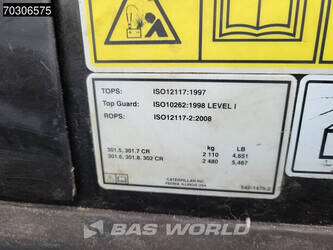 70306575
TOPS: ISO12117:1997
Top Guard: ISO10262:1998 LEVEL I
ROPS: ISO12117-2:2008
kg LB
301.5, 301.7 CR 2 110 4,651
301.6, 301.8, 302 CR 2 480 5,467
CATERPILLAR INC.
PEORIA, ILLINOIS USA
BAS WORLD